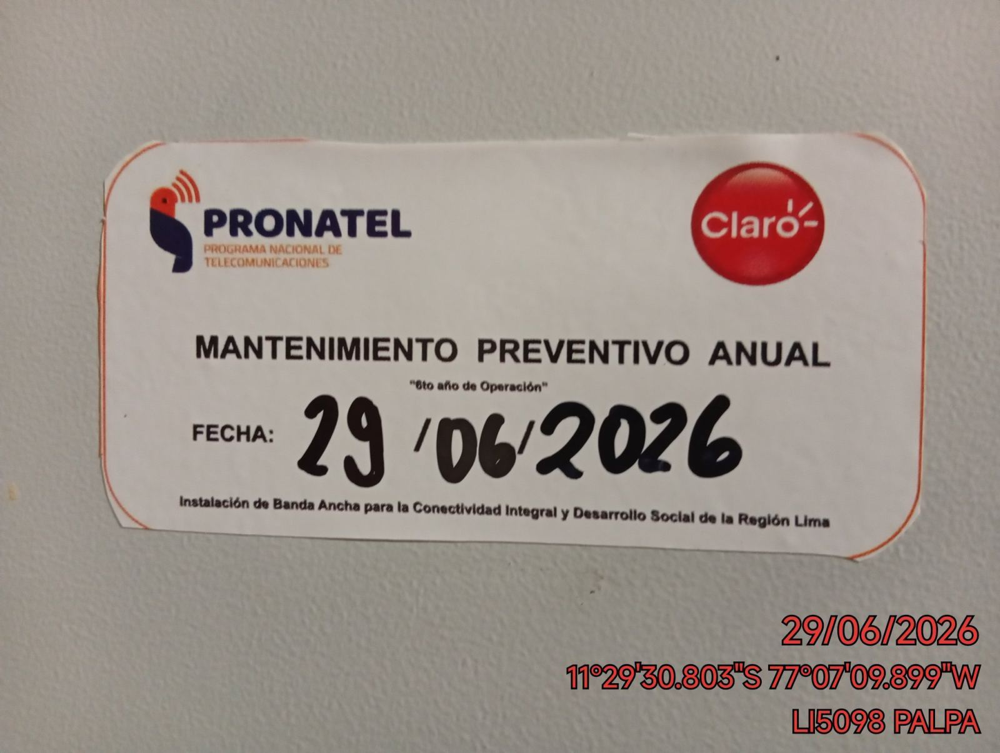 PRONATEL
PROGRAMA NACIONAL DE
TELECOMUNICACIONES
Claro
MANTENIMIENTO PREVENTIVO ANUAL
"6to año de Operación"
FECHA: 29/06/2026
Instalación de Banda Ancha para la Conectividad Integral y Desarrollo Social de la Región Lima
29/06/2026
11°29'30.803"S 77°07'09.899"W
LI5098 PALPA